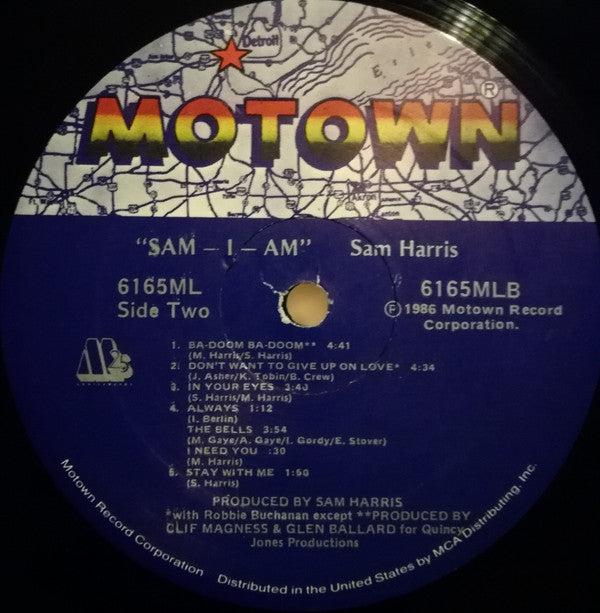 Detroit
Erie
MOTOWN®
Akron
"SAM – I – AM" Sam Harris
6165ML
Side Two
6165MLB
Ⓟ1986 Motown Record
Corporation.
1. BA-DOOM BA-DOOM** 4:41
(M. Harris/S. Harris)
2. DON'T WANT TO GIVE UP ON LOVE* 4:34
(J. Asher/K. Tobin/B. Crew)
3. IN YOUR EYES 3:43
(S. Harris/M. Harris)
4. ALWAYS 1:12
(I. Berlin)
THE BELLS 3:54
(M. Gaye/A. Gaye/I. Gordy/E. Stover)
I NEED YOU :30
(M. Harris)
5. STAY WITH ME 1:50
(S. Harris)
PRODUCED BY SAM HARRIS
*with Robbie Buchanan except **PRODUCED BY
CLIF MAGNESS & GLEN BALLARD for Quincy
Jones Productions
M25
Motown Record Corporation
Distributed in the United States by MCA Distributing, Inc.